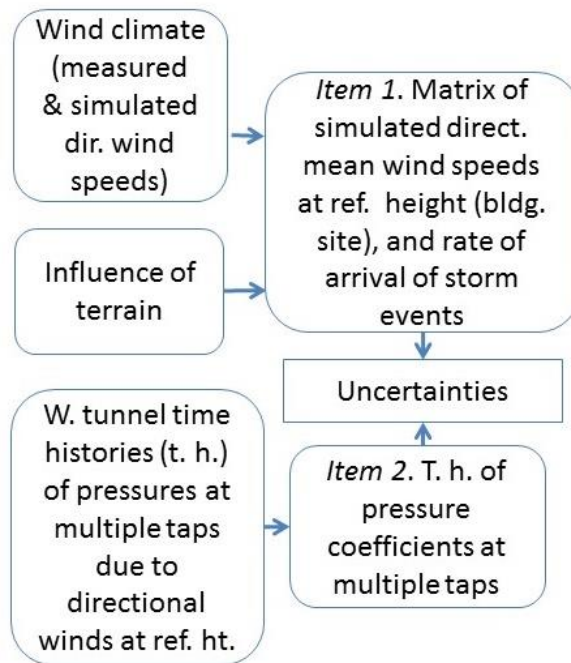 Wind climate
(measured
& simulated
dir. wind
speeds)
Influence of
terrain
Item 1. Matrix of
simulated direct.
mean wind speeds
at ref. height (bldg.
site), and rate of
arrival of storm
events
Uncertainties
W. tunnel time
histories (t. h.)
of pressures at
multiple taps
due to
directional
winds at ref. ht.
Item 2. T. h. of
pressure
coefficients at
multiple taps